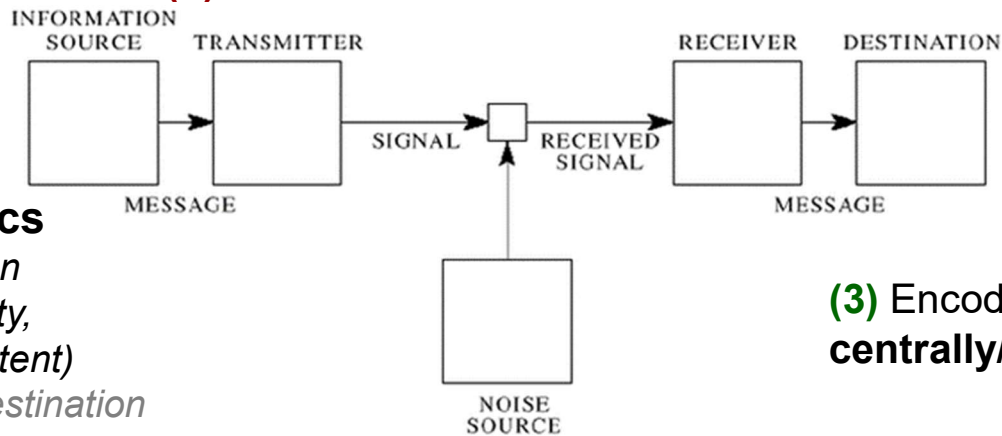 INFORMATION
SOURCE
TRANSMITTER
RECEIVER
DESTINATION
SIGNAL
RECEIVED
SIGNAL
MESSAGE
MESSAGE
cs
n
ty,
tent)
estination
(3) Encod
centrally/
NOISE
SOURCE